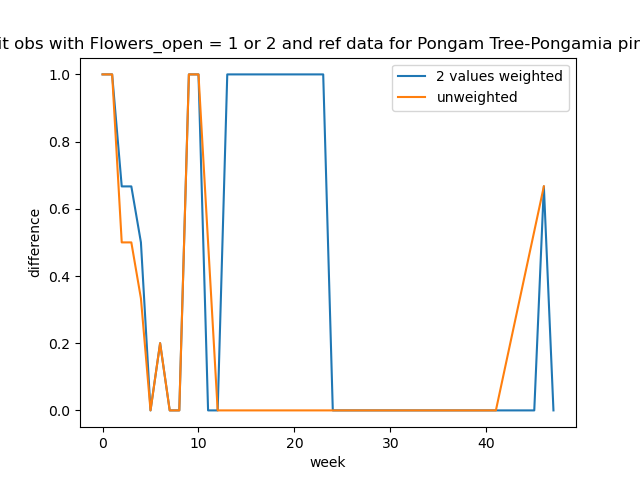 it obs with Flowers_open = 1 or 2 and ref data for Pongam Tree-Pongamia pir
2 values weighted
unweighted
1.0
0.8
0.6
0.4
0.2
0.0
difference
0 10 20 30 40
week